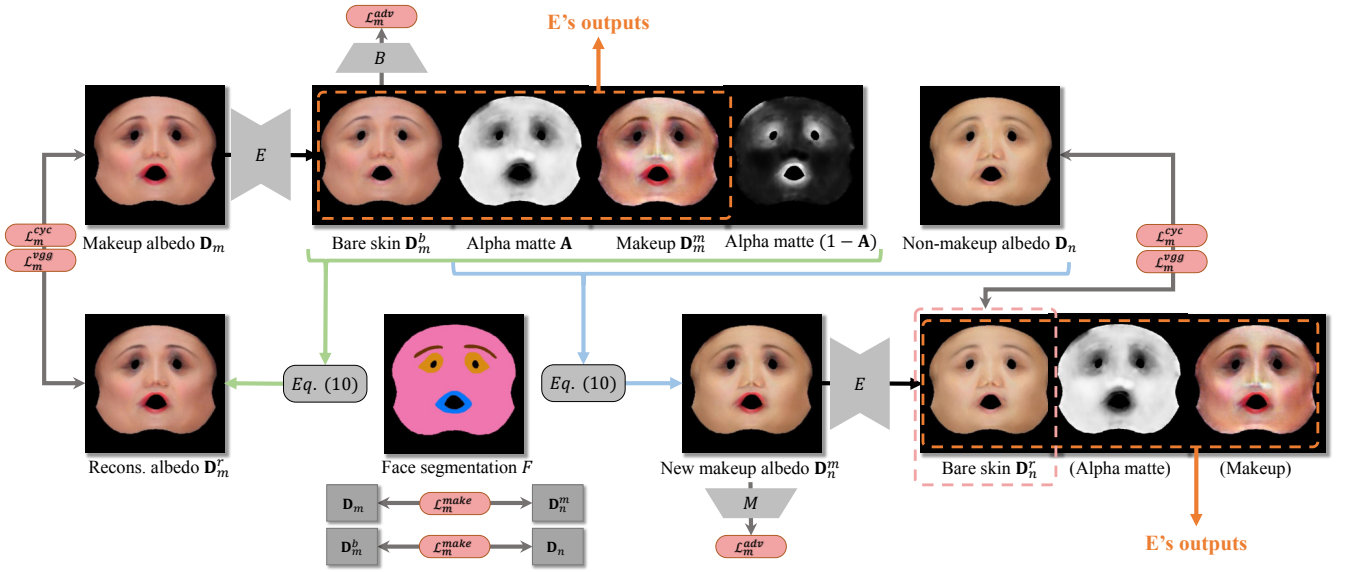 ℒ_m^adv
B
E's outputs
E
Makeup albedo D_m
Bare skin D_m^b
Alpha matte A
Makeup D_m^m
Alpha matte (1 − A)
Non-makeup albedo D_n
ℒ_m^cyc
ℒ_m^vgg
ℒ_m^cyc
ℒ_m^vgg
Eq. (10)
Eq. (10)
E
Recons. albedo D_m^r
Face segmentation F
New makeup albedo D_n^m
Bare skin D_n^r
(Alpha matte)
(Makeup)
D_m
ℒ_m^make
D_n^m
M
D_m^b
ℒ_m^make
D_n
ℒ_m^adv
E's outputs